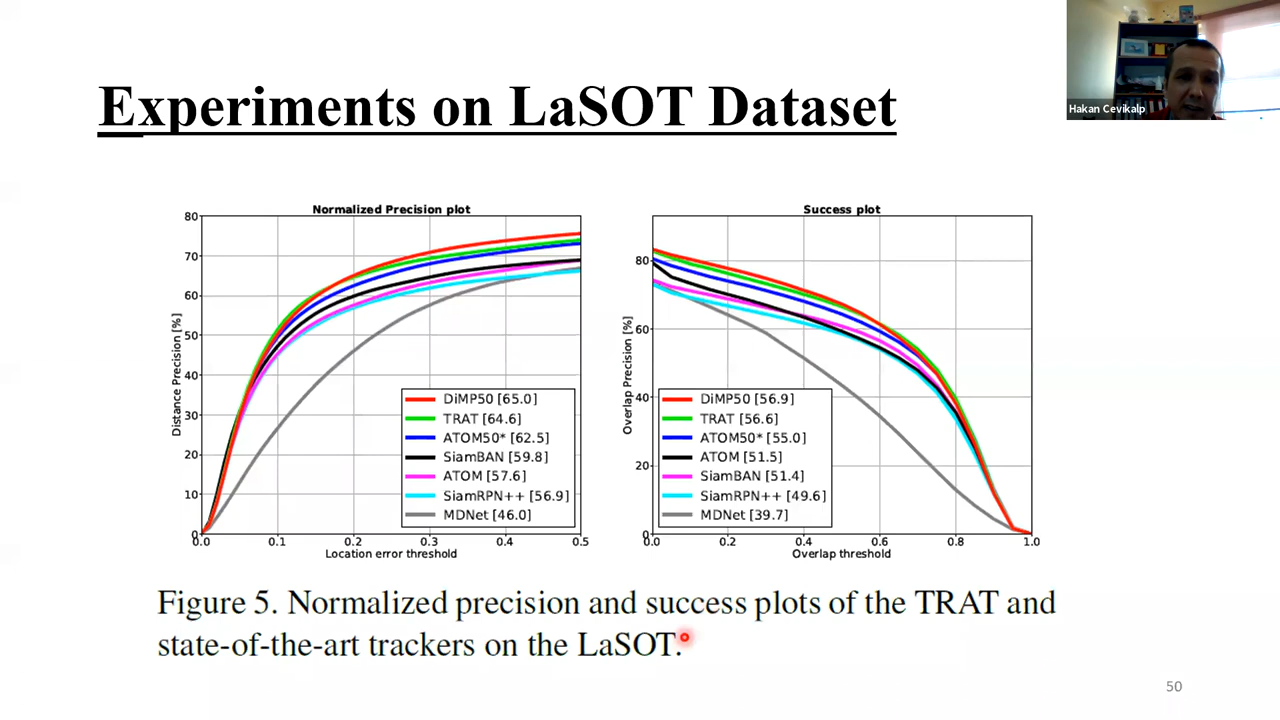 Experiments on LaSOT Dataset
Hakan Cevikalp
Normalized Precision plot
80
70
60
50
40
30
20
10
0
Distance Precision [%]
DiMP50 [65.0]
TRAT [64.6]
ATOM50* [62.5]
SiamBAN [59.8]
ATOM [57.6]
SiamRPN++ [56.9]
MDNet [46.0]
0.0 0.1 0.2 0.3 0.4 0.5
Location error threshold
Success plot
80
60
40
20
0
Overlap Precision [%]
DiMP50 [56.9]
TRAT [56.6]
ATOM50* [55.0]
ATOM [51.5]
SiamBAN [51.4]
SiamRPN++ [49.6]
MDNet [39.7]
0.0 0.2 0.4 0.6 0.8 1.0
Overlap threshold
Figure 5. Normalized precision and success plots of the TRAT and
state-of-the-art trackers on the LaSOT.
50